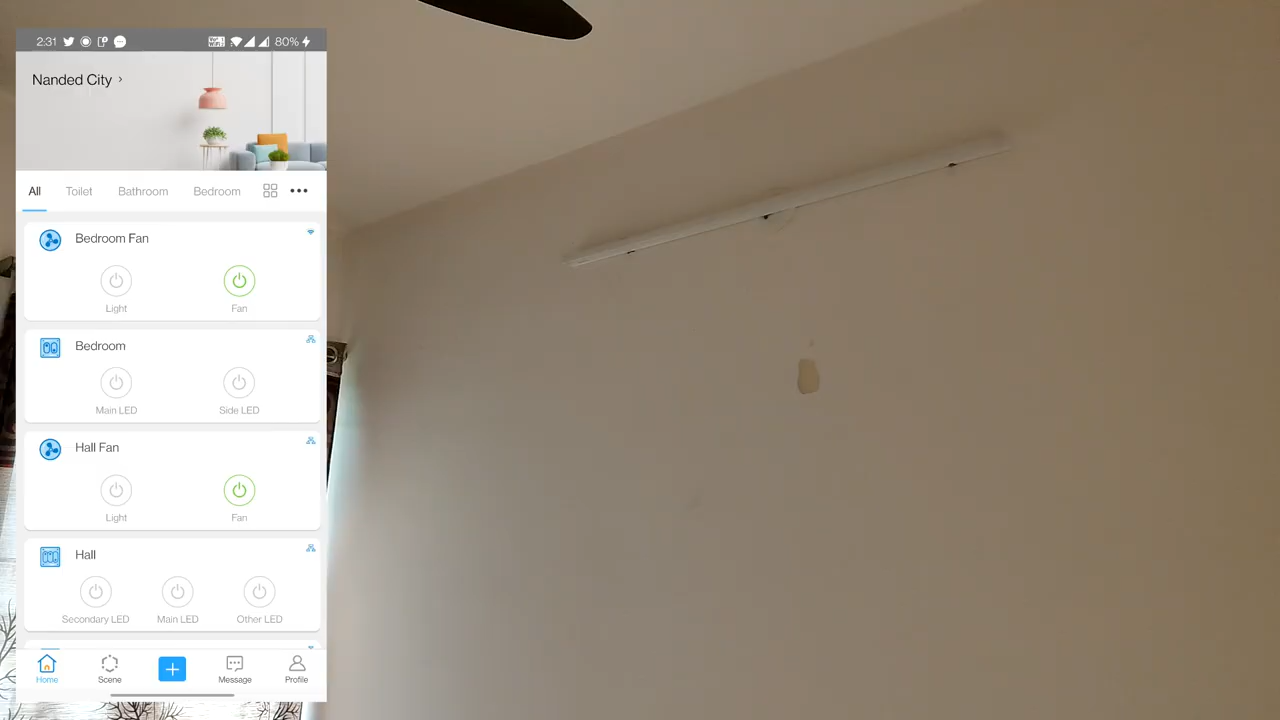 2:31
80%
Nanded City
All Toilet Bathroom Bedroom
Bedroom Fan
Light Fan
Bedroom
Main LED Side LED
Hall Fan
Light Fan
Hall
Secondary LED Main LED Other LED
Home Scene Message Profile